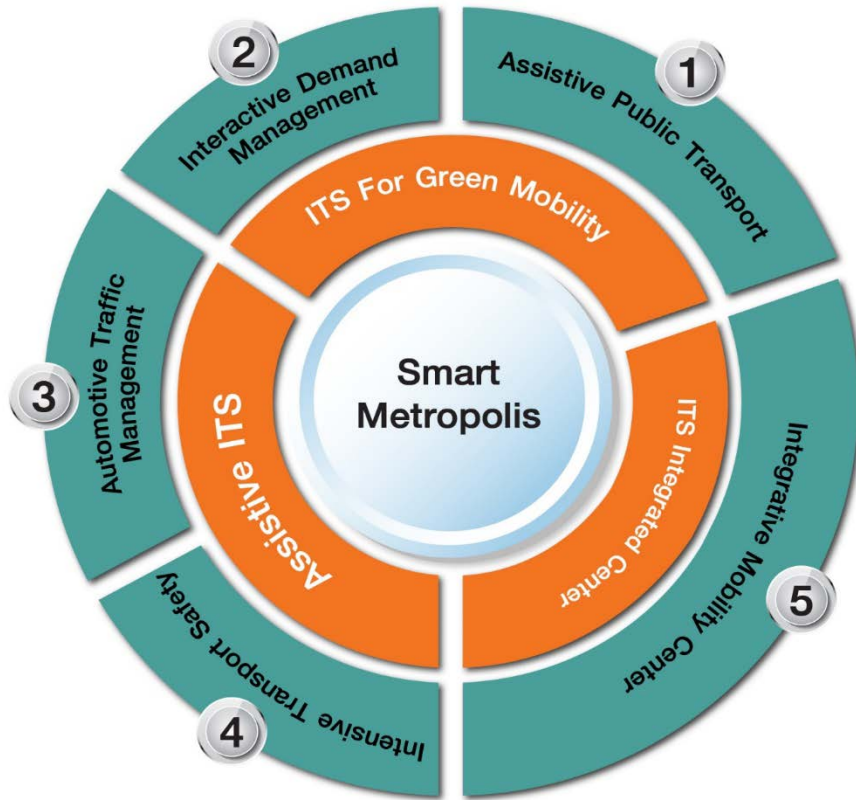 1
Assistive Public Transport
2
Interactive Demand
Management
3
Automotive Traffic
Management
4
Intensive Transport Safety
5
Integrative Mobility Center
ITS For Green Mobility
Assistive ITS
ITS Integrated Center
Smart
Metropolis